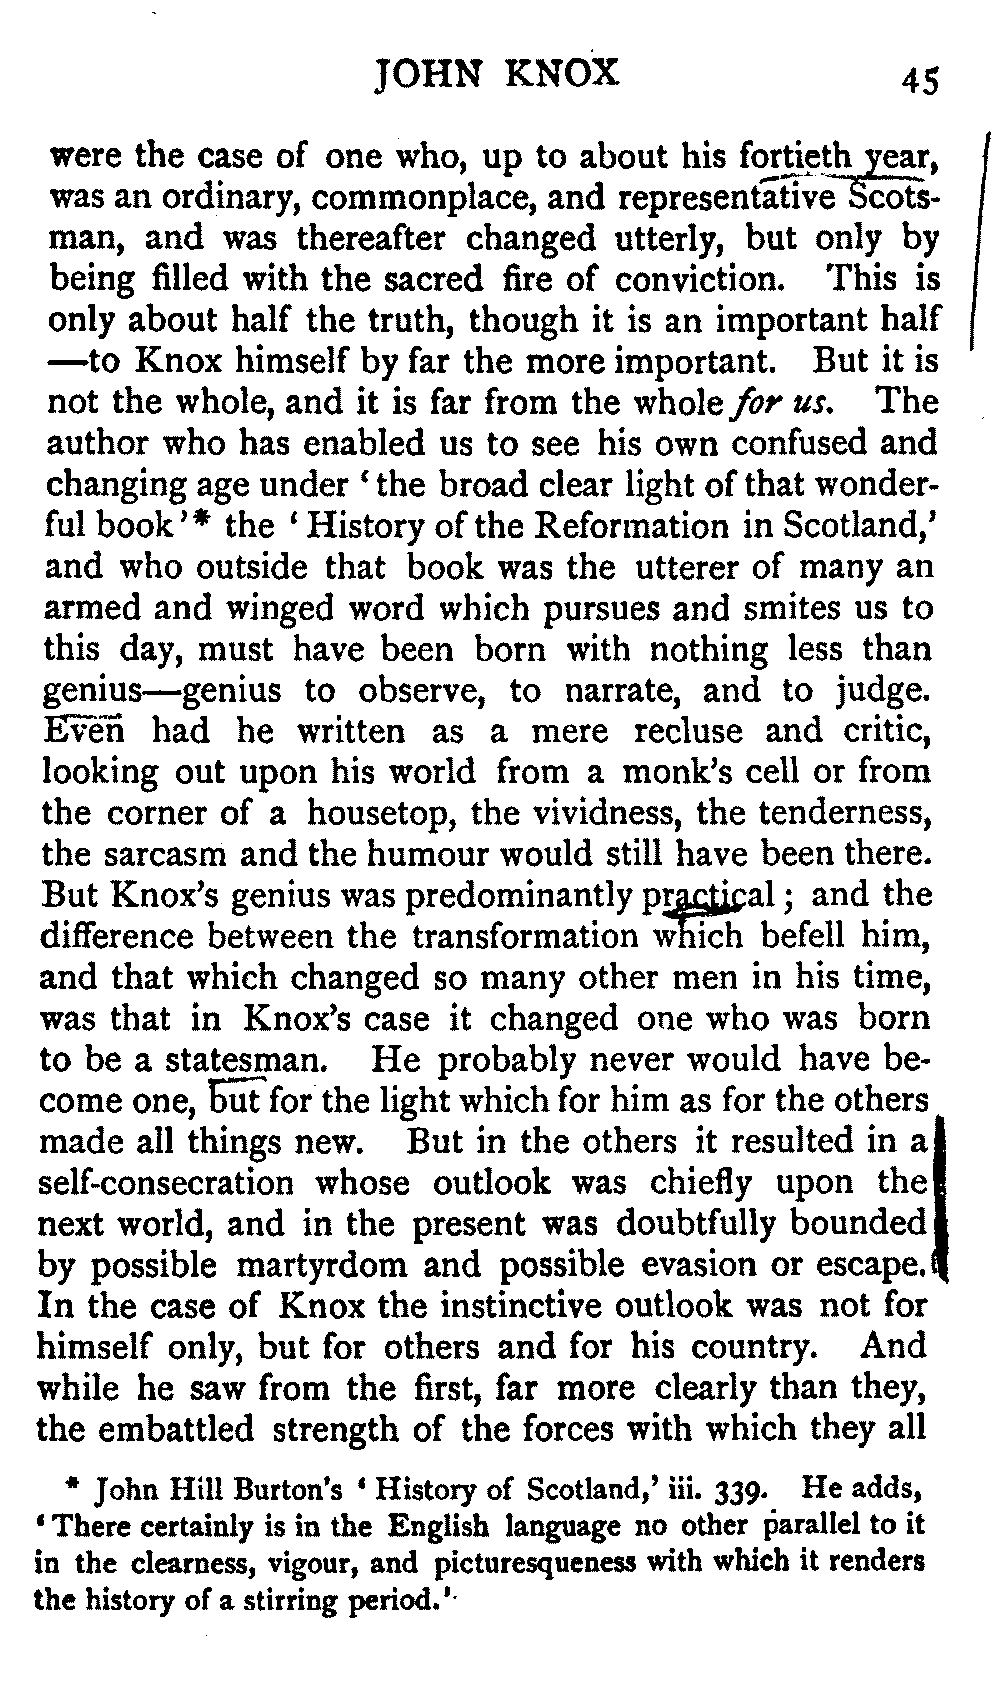 JOHN KNOX 45
were the case of one who, up to about his fortieth year,
was an ordinary, commonplace, and representative Scots-
man, and was thereafter changed utterly, but only by
being filled with the sacred fire of conviction. This is
only about half the truth, though it is an important half
—to Knox himself by far the more important. But it is
not the whole, and it is far from the whole for us. The
author who has enabled us to see his own confused and
changing age under ‘the broad clear light of that wonder-
ful book’* the ‘History of the Reformation in Scotland,’
and who outside that book was the utterer of many an
armed and winged word which pursues and smites us to
this day, must have been born with nothing less than
genius—genius to observe, to narrate, and to judge.
Even had he written as a mere recluse and critic,
looking out upon his world from a monk’s cell or from
the corner of a housetop, the vividness, the tenderness,
the sarcasm and the humour would still have been there.
But Knox’s genius was predominantly practical; and the
difference between the transformation which befell him,
and that which changed so many other men in his time,
was that in Knox’s case it changed one who was born
to be a statesman. He probably never would have be-
come one, but for the light which for him as for the others
made all things new. But in the others it resulted in a
self-consecration whose outlook was chiefly upon the
next world, and in the present was doubtfully bounded
by possible martyrdom and possible evasion or escape.
In the case of Knox the instinctive outlook was not for
himself only, but for others and for his country. And
while he saw from the first, far more clearly than they,
the embattled strength of the forces with which they all
* John Hill Burton's ‘History of Scotland,’ iii. 339. He adds,
‘There certainly is in the English language no other parallel to it
in the clearness, vigour, and picturesqueness with which it renders
the history of a stirring period.'